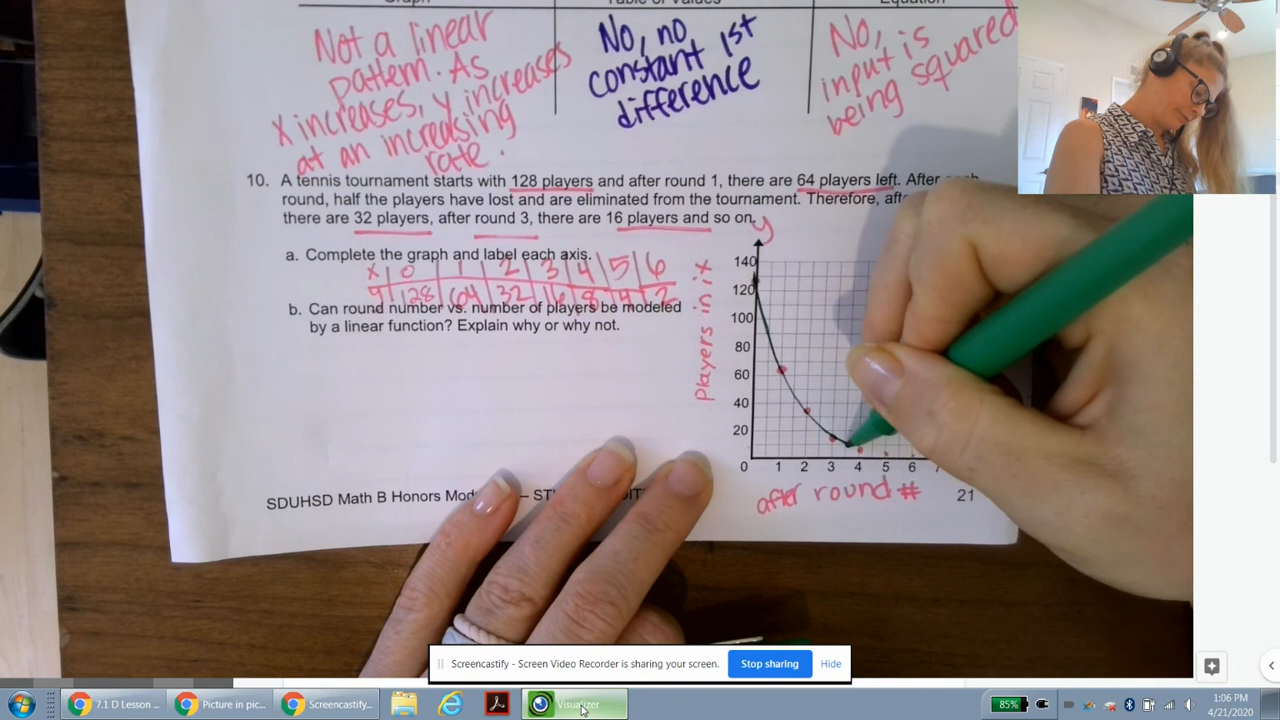 Graph Table of Values Equation
Not a linear
pattern. As
x increases, y increases
at an increasing
rate.
No, no
constant 1st
difference
No,
input is
being squared
10. A tennis tournament starts with 128 players and after round 1, there are 64 players left. After each
round, half the players have lost and are eliminated from the tournament. Therefore,
there are 32 players, after round 3, there are 16 players and so on.
a. Complete the graph and label each axis.
x 0 1 2 3 4 5 6
y 128 64 32 16 8 4 2
b. Can round number vs. number of players be modeled
by a linear function? Explain why or why not.
y
Players in it
140
120
100
80
60
40
20
0 1 2 3 4 5 6
after round #
SDUHSD Math B Honors
21
Screencastify - Screen Video Recorder is sharing your screen.
Stop sharing
Hide
7.1 D Lesson
Picture in pic...
Screencastify...
Visualizer
85%
1:06 PM
4/21/2020